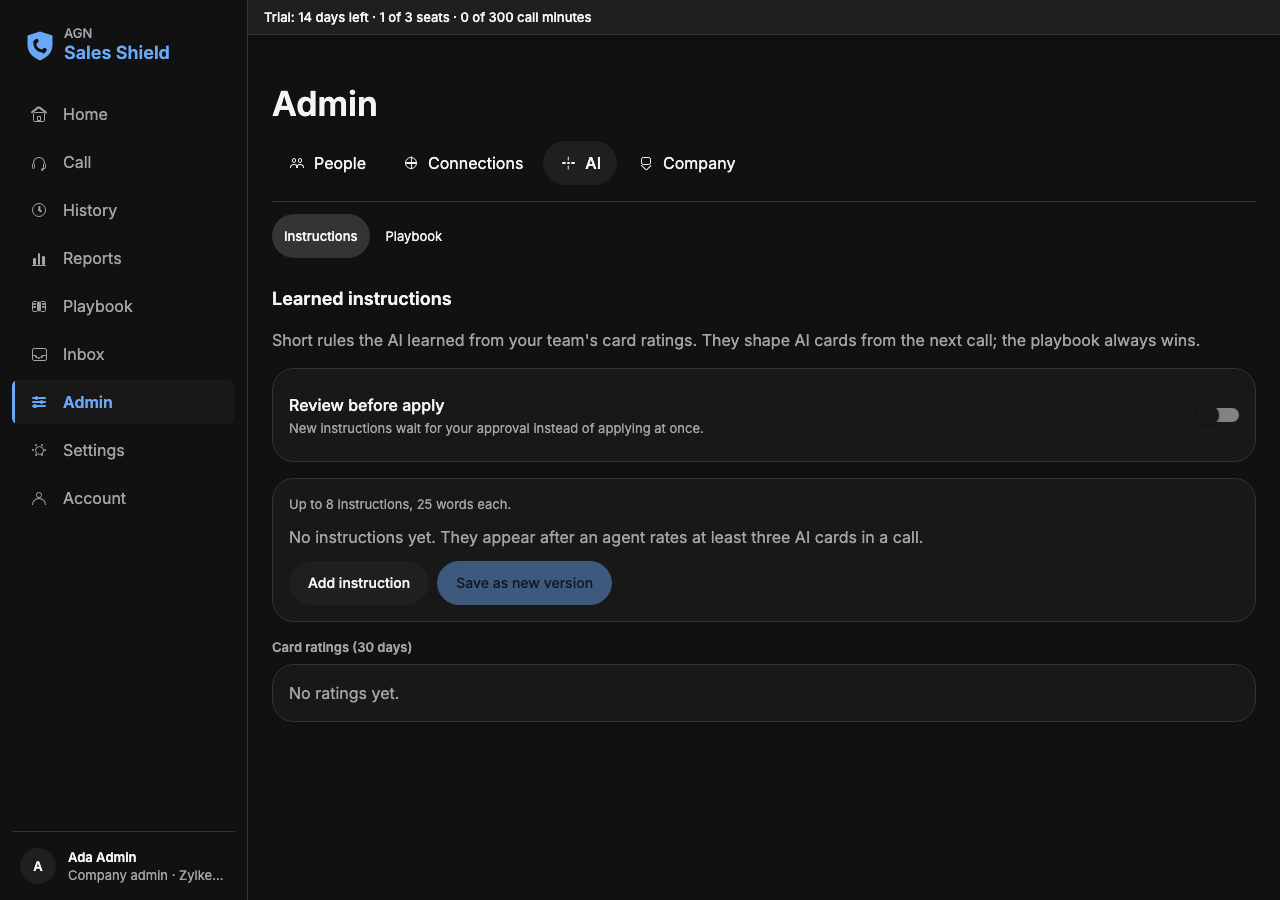 Trial: 14 days left · 1 of 3 seats · 0 of 300 call minutes
AGN
Sales Shield
Home
Call
History
Reports
Playbook
Inbox
Admin
Settings
Account
Ada Admin
Company admin · Zylke...
A
Admin
People
Connections
AI
Company
Instructions
Playbook
Learned instructions
Short rules the AI learned from your team's card ratings. They shape AI cards from the next call; the playbook always wins.
Review before apply
New instructions wait for your approval instead of applying at once.
Up to 8 instructions, 25 words each.
No instructions yet. They appear after an agent rates at least three AI cards in a call.
Add instruction
Save as new version
Card ratings (30 days)
No ratings yet.